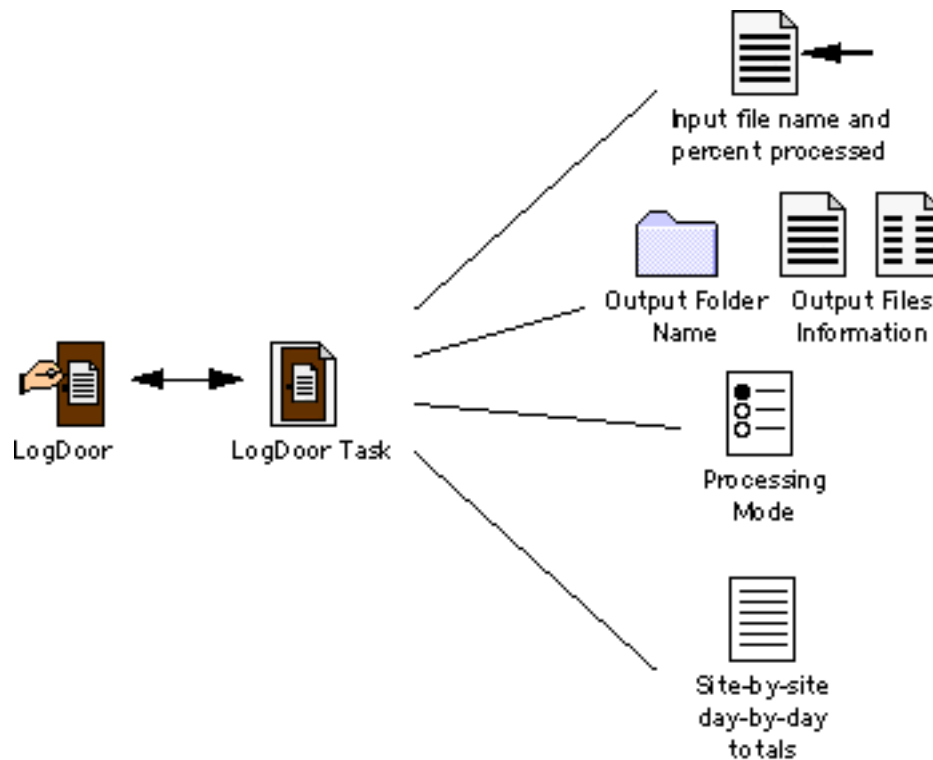 Input file name and
percent processed
Output Folder
Name
Output Files
Information
LogDoor
LogDoor Task
Processing
Mode
Site-by-site
day-by-day
totals